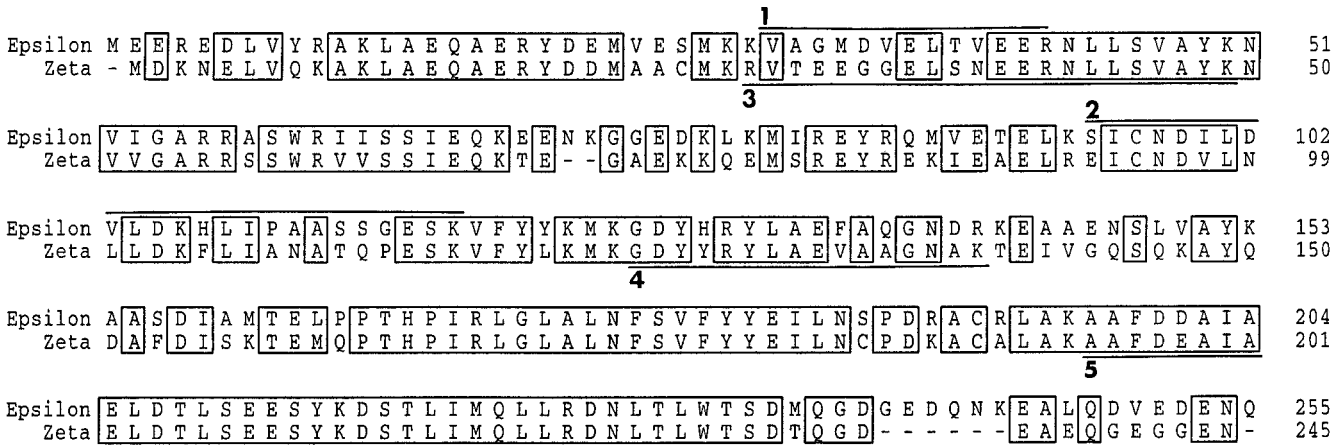 1
Epsilon M E E R E D L V Y R A K L A E Q A E R Y D E M V E S M K K V A G M D V E L T V E E R N L L S V A Y K N 51
Zeta - M D K N E L V Q K A K L A E Q A E R Y D D M A A C M K R V T E E G G E L S N E E R N L L S V A Y K N 50
3
2
V I G A R R A S W R I I S S I E Q K E E N K G G E D K L K M I R E Y R Q M V E T E L K S I C N D I L D 102
Epsilon
Zeta V V G A R R S S W R V V S S I E Q K T E - - G A E K K Q E M S R E Y R E K I E A E L R E I C N D V L N 99
Epsilon V L D K H L I P A A S S G E S K V F Y Y K M K G D Y H R Y L A E F A Q G N D R K E A A E N S L V A Y K 153
Zeta L L D K F L I A N A T Q P E S K V F Y L K M K G D Y Y R Y L A E V A A G N A K T E I V G Q S Q K A Y Q 150
4
Epsilon A A S D I A M T E L P P T H P I R L G L A L N F S V F Y Y E I L N S P D R A C R L A K A A F D D A I A 204
Zeta D A F D I S K T E M Q P T H P I R L G L A L N F S V F Y Y E I L N C P D K A C A L A K A A F D E A I A 201
5
Epsilon E L D T L S E E S Y K D S T L I M Q L L R D N L T L W T S D M Q G D G E D Q N K E A L Q D V E D E N Q 255
Zeta E L D T L S E E S Y K D S T L I M Q L L R D N L T L W T S D T Q G D - - - - - - E A E Q G E G G E N - 245